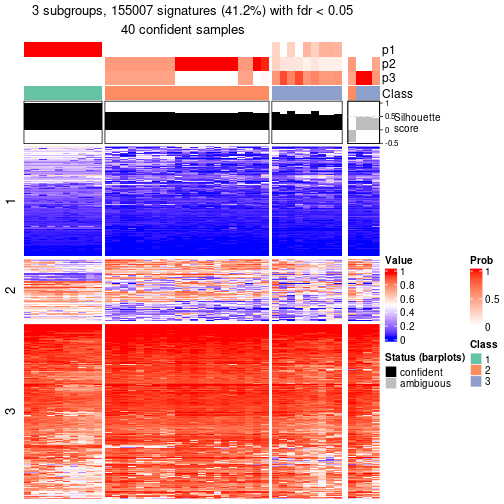 3 subgroups, 155007 signatures (41.2%) with fdr < 0.05
40 confident samples
p1
p2
p3
Class
1
0.5
0
-0.5
Silhouette
score
1
2
3
Value
1
0.8
0.6
0.4
0.2
0
Prob
1
0.5
0
Status (barplots)
confident
ambiguous
Class
1
2
3